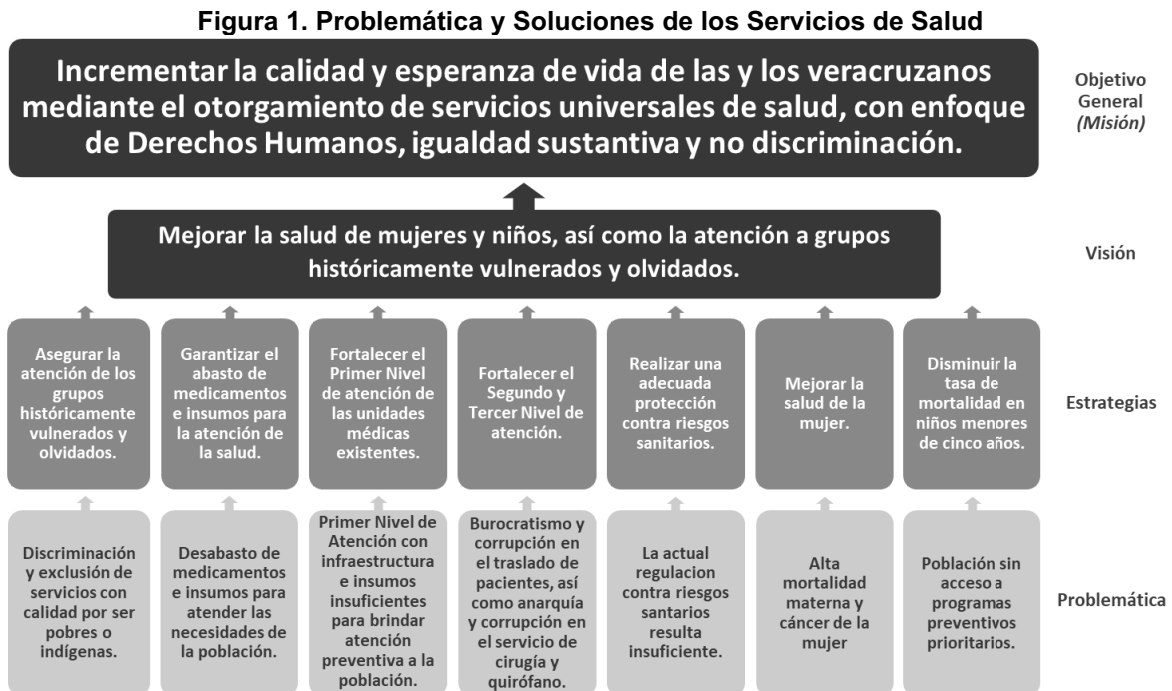 Figura 1. Problemática y Soluciones de los Servicios de Salud
Incrementar la calidad y esperanza de vida de las y los veracruzanos
mediante el otorgamiento de servicios universales de salud, con enfoque
de Derechos Humanos, igualdad sustantiva y no discriminación.
Objetivo
General
(Misión)
Mejorar la salud de mujeres y niños, así como la atención a grupos
históricamente vulnerados y olvidados.
Visión
Asegurar la
atención de los
grupos
históricamente
vulnerados y
olvidados.
Garantizar el
abasto de
medicamentos
e insumos para
la atención de
la salud.
Fortalecer el
Primer Nivel
de atención de
las unidades
médicas
existentes.
Fortalecer el
Segundo y
Tercer Nivel de
atención.
Realizar una
adecuada
protección
contra riesgos
sanitarios.
Mejorar la
salud de la
mujer.
Disminuir la
tasa de
mortalidad en
niños menores
de cinco años.
Estrategias
Discriminación
y exclusión de
servicios con
calidad por ser
pobres o
indígenas.
Desabasto de
medicamentos
e insumos para
atender las
necesidades de
la población.
Primer Nivel de
Atención con
infraestructura
e insumos
insuficientes
para brindar
atención
preventiva a la
población.
Burocratismo y
corrupción en
el traslado de
pacientes, así
como anarquía
y corrupción en
el servicio de
cirugía y
quirófano.
La actual
regulacion
contra riesgos
santarios
resulta
insuficiente.
Alta
mortalidad
materna y
cáncer de la
mujer
Población sin
acceso a
programas
preventivos
prioritarios.
Problemática